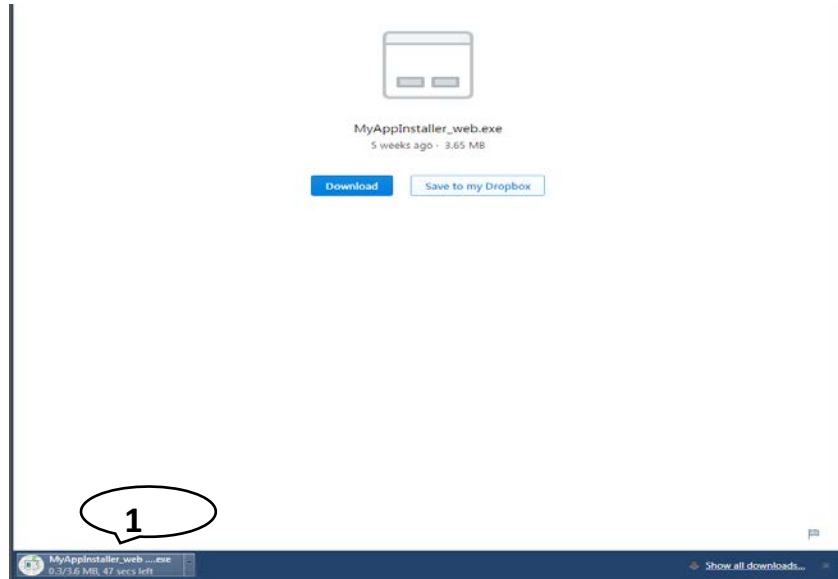 MyAppInstaller_web.exe
5 weeks ago · 3.65 MB
Download
Save to my Dropbox
1
MyAppInstaller_web ....exe
0.3/3.6 MB, 47 secs left
Show all downloads...